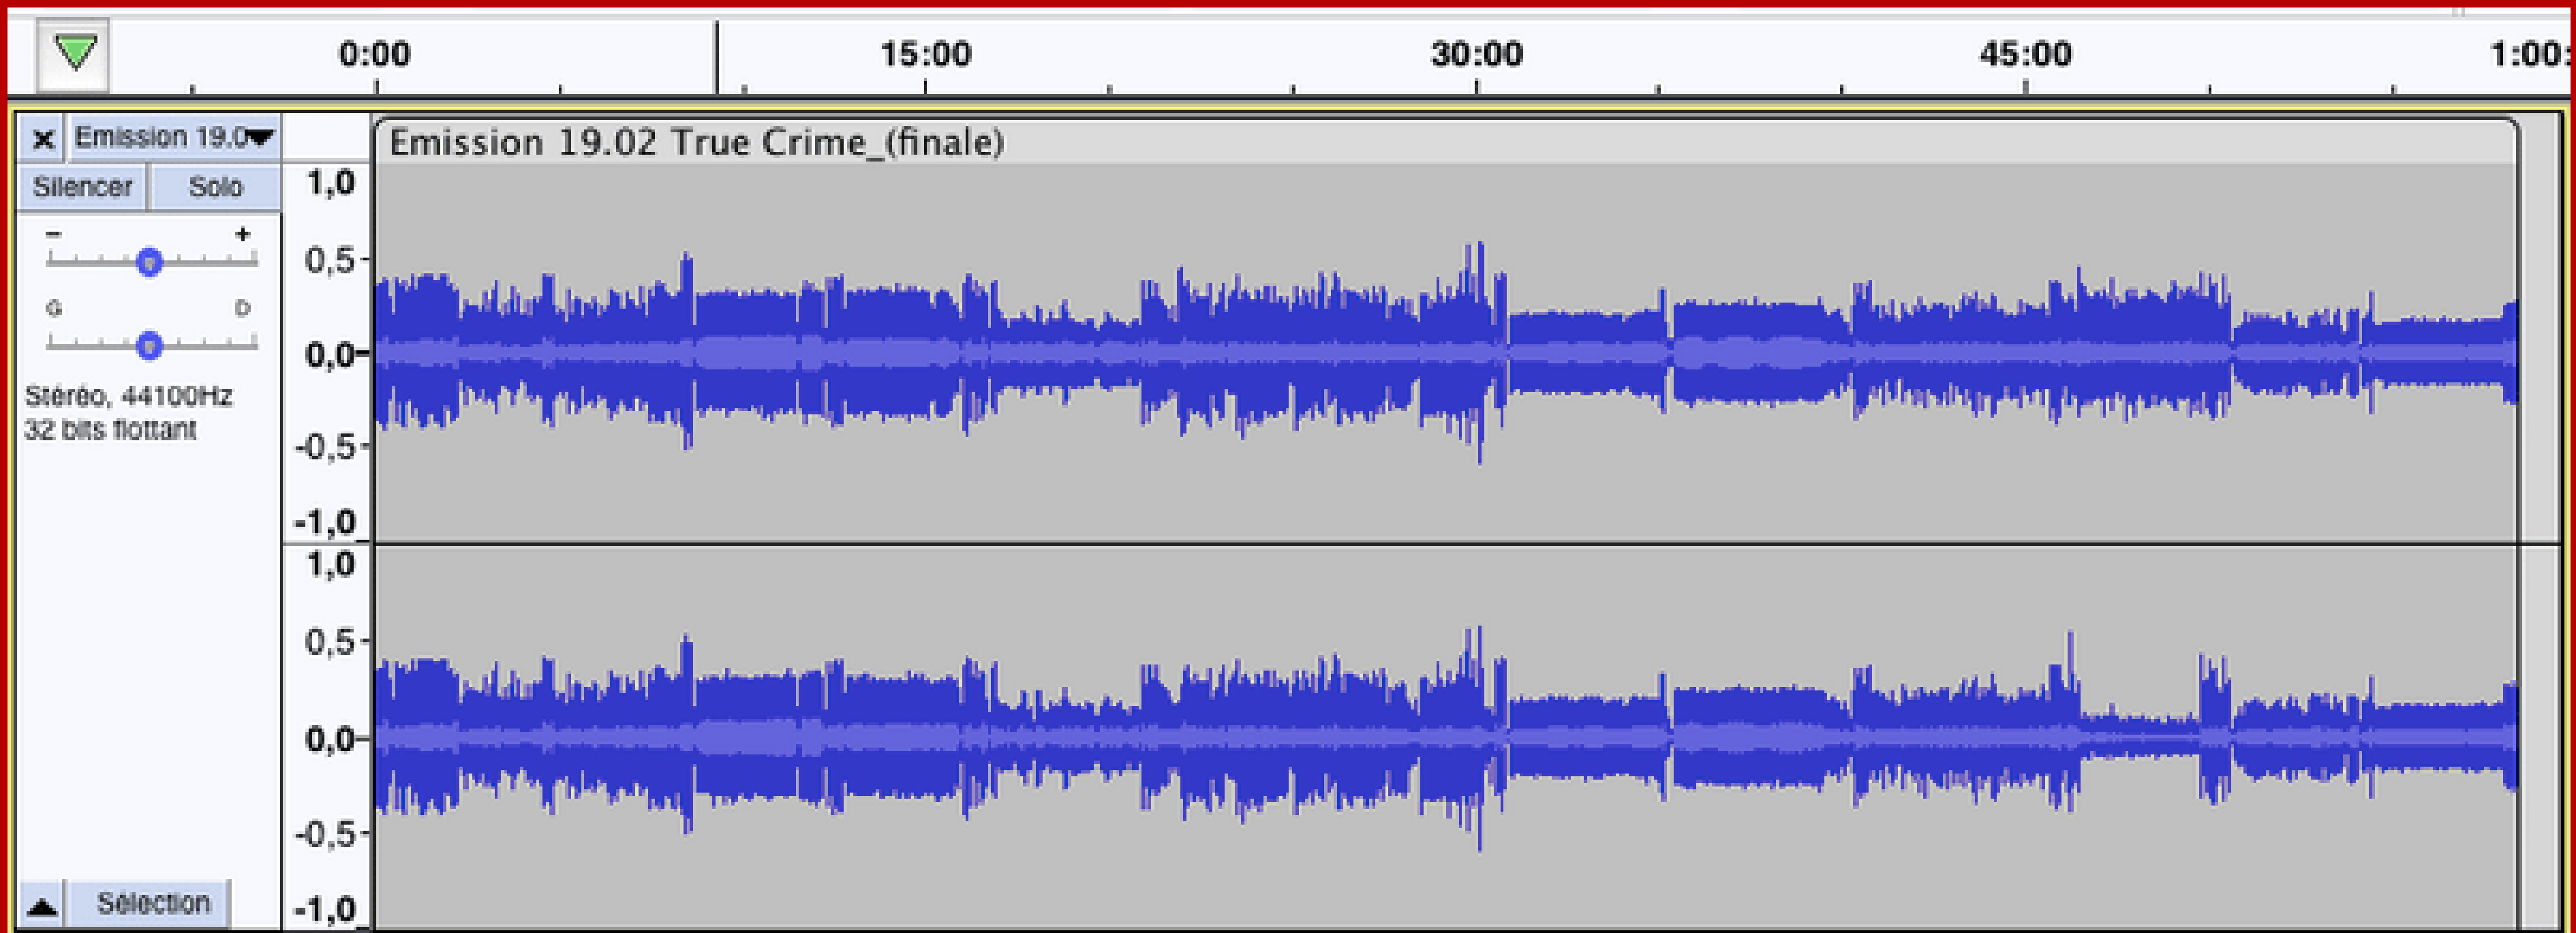 0:00 15:00 30:00 45:00 1:00:
x Emission 19.0
Emission 19.02 True Crime_(finale)
Silencer Solo
- +
G D
Stéréo, 44100Hz
32 bits flottant
1,0
0,5
0,0
-0,5
-1,0
1,0
0,5
0,0
-0,5
-1,0
Sélection